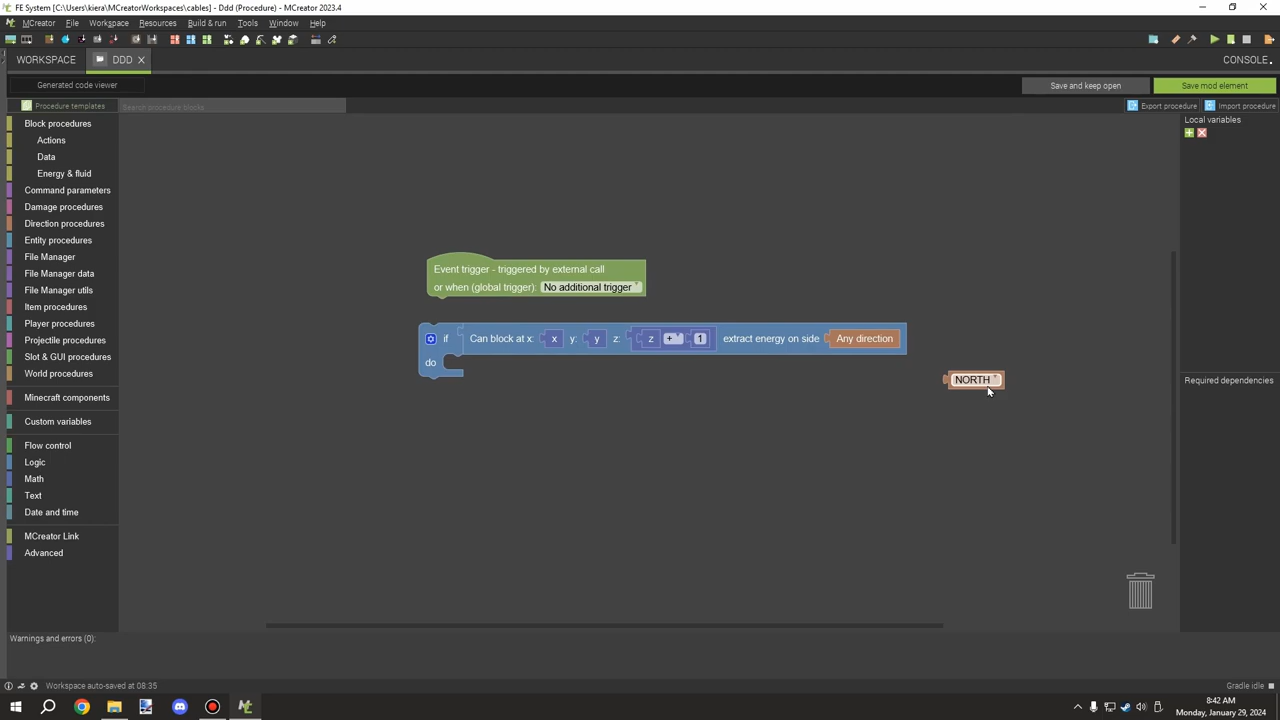 FE System [C:\Users\kiera\MCreatorWorkspaces\cables] - Ddd (Procedure) - MCreator 2023.4
MCreator File Workspace Resources Build & run Tools Window Help
WORKSPACE DDD CONSOLE
Generated code viewer Save and keep open Save mod element
Procedure templates Search procedure blocks Export procedure Import procedure
Block procedures
Actions
Data
Energy & fluid
Command parameters
Damage procedures
Direction procedures
Entity procedures
File Manager
File Manager data
File Manager utils
Item procedures
Player procedures
Projectile procedures
Slot & GUI procedures
World procedures
Minecraft components
Custom variables
Flow control
Logic
Math
Text
Date and time
MCreator Link
Advanced
Event trigger - triggered by external call
or when (global trigger): No additional trigger
if Can block at x: x y: y z: z + 1 extract energy on side Any direction
do
NORTH
Local variables
Required dependencies
Warnings and errors (0):
Workspace auto-saved at 08:35 Gradle idle
8:42 AM
Monday, January 29, 2024